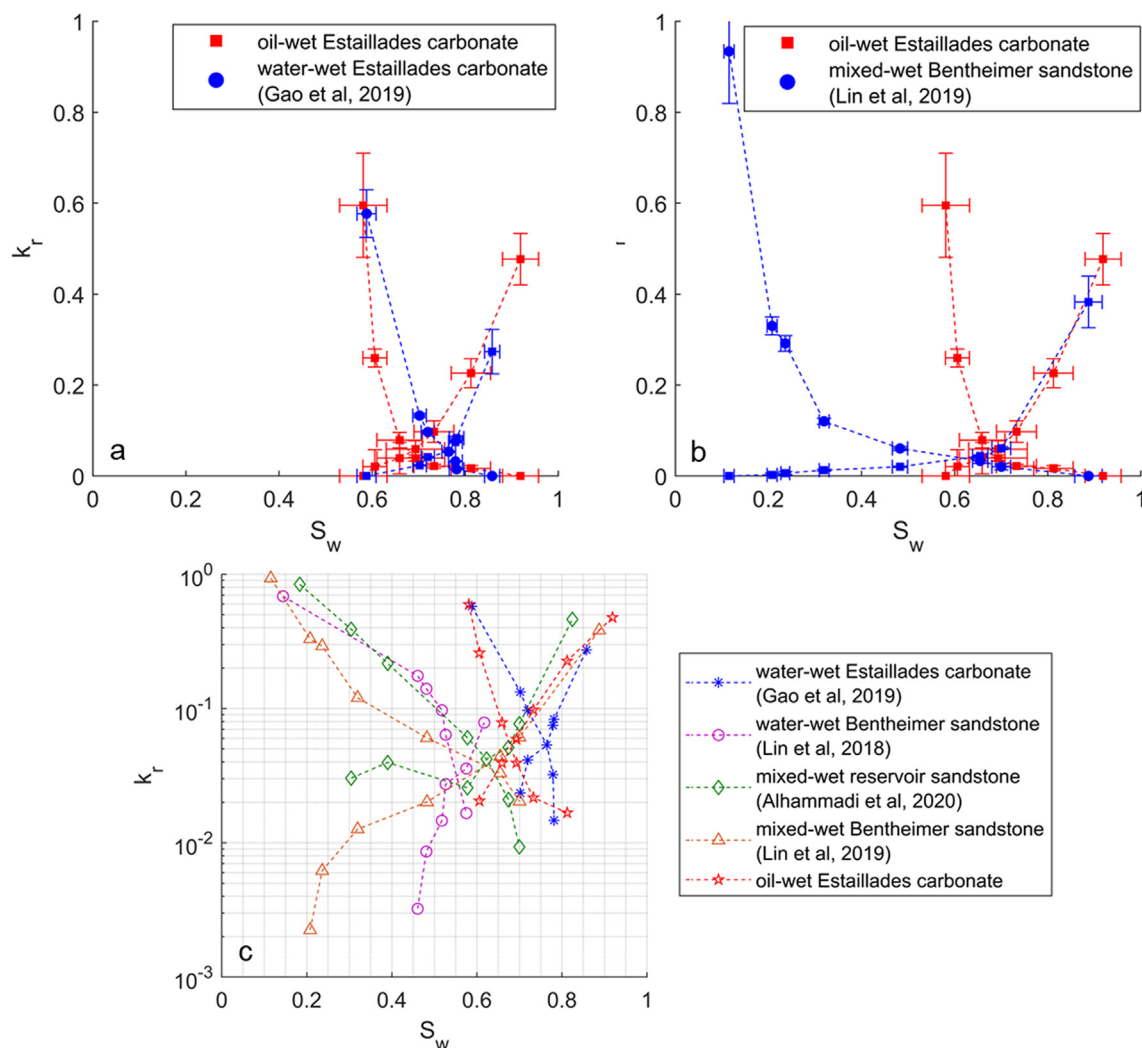 1
0.8
0.6
0.4
0.2
0
0 0.2 0.4 0.6 0.8 1
k_r
S_w
oil-wet Estaillades carbonate
water-wet Estaillades carbonate
(Gao et al, 2019)
a
1
0.8
0.6
0.4
0.2
0
0 0.2 0.4 0.6 0.8 1
S_w
oil-wet Estaillades carbonate
mixed-wet Bentheimer sandstone
(Lin et al, 2019)
b
10^0
10^-1
10^-2
10^-3
0 0.2 0.4 0.6 0.8 1
k_r
S_w
c
water-wet Estaillades carbonate
(Gao et al, 2019)
water-wet Bentheimer sandstone
(Lin et al, 2018)
mixed-wet reservoir sandstone
(Alhammadi et al, 2020)
mixed-wet Bentheimer sandstone
(Lin et al, 2019)
oil-wet Estaillades carbonate